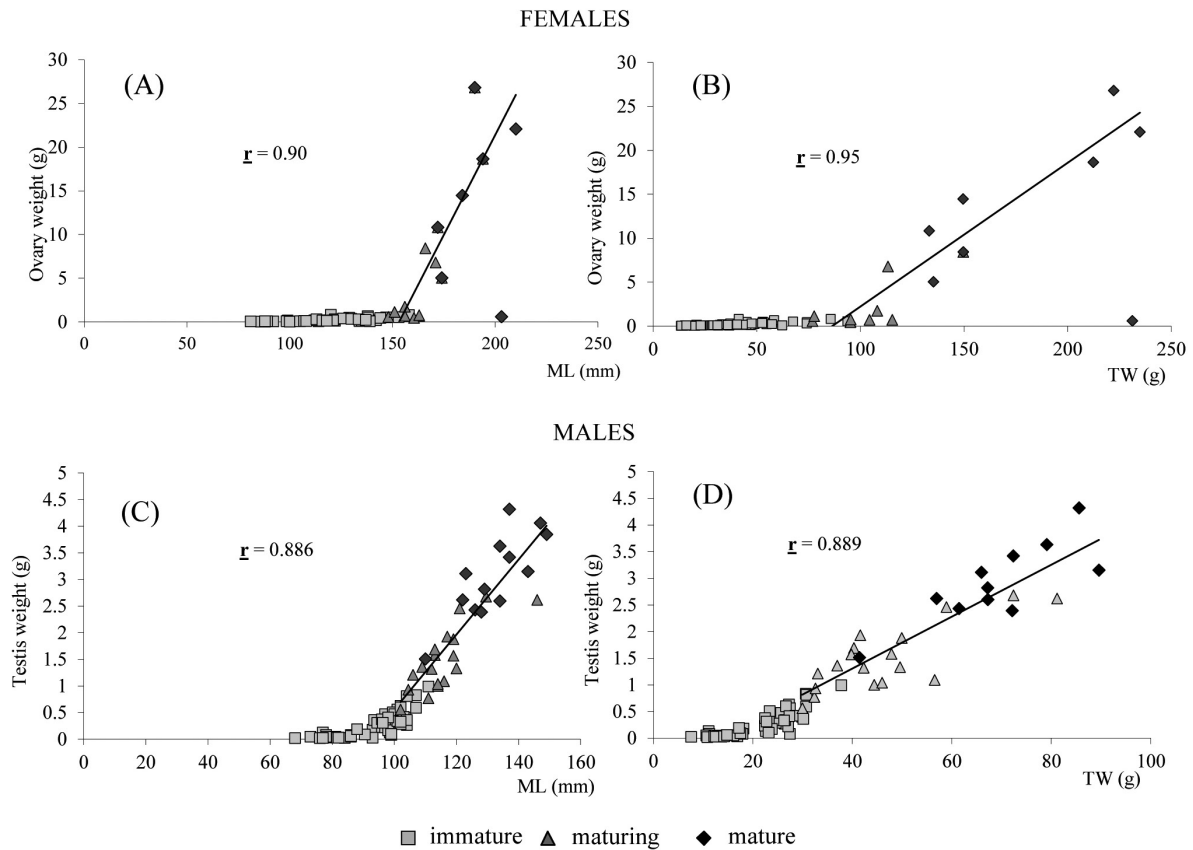 FEMALES
(A)
r = 0.90
Ovary weight (g)
30
25
20
15
10
5
0
0 50 100 150 200 250
ML (mm)
(B)
r = 0.95
Ovary weight (g)
30
25
20
15
10
5
0
0 50 100 150 200 250
TW (g)
MALES
(C)
r = 0.886
Testis weight (g)
5
4.5
4
3.5
3
2.5
2
1.5
1
0.5
0
0 20 40 60 80 100 120 140 160
ML (mm)
(D)
r = 0.889
Testis weight (g)
5
4.5
4
3.5
3
2.5
2
1.5
1
0.5
0
0 20 40 60 80 100
TW (g)
immature maturing mature